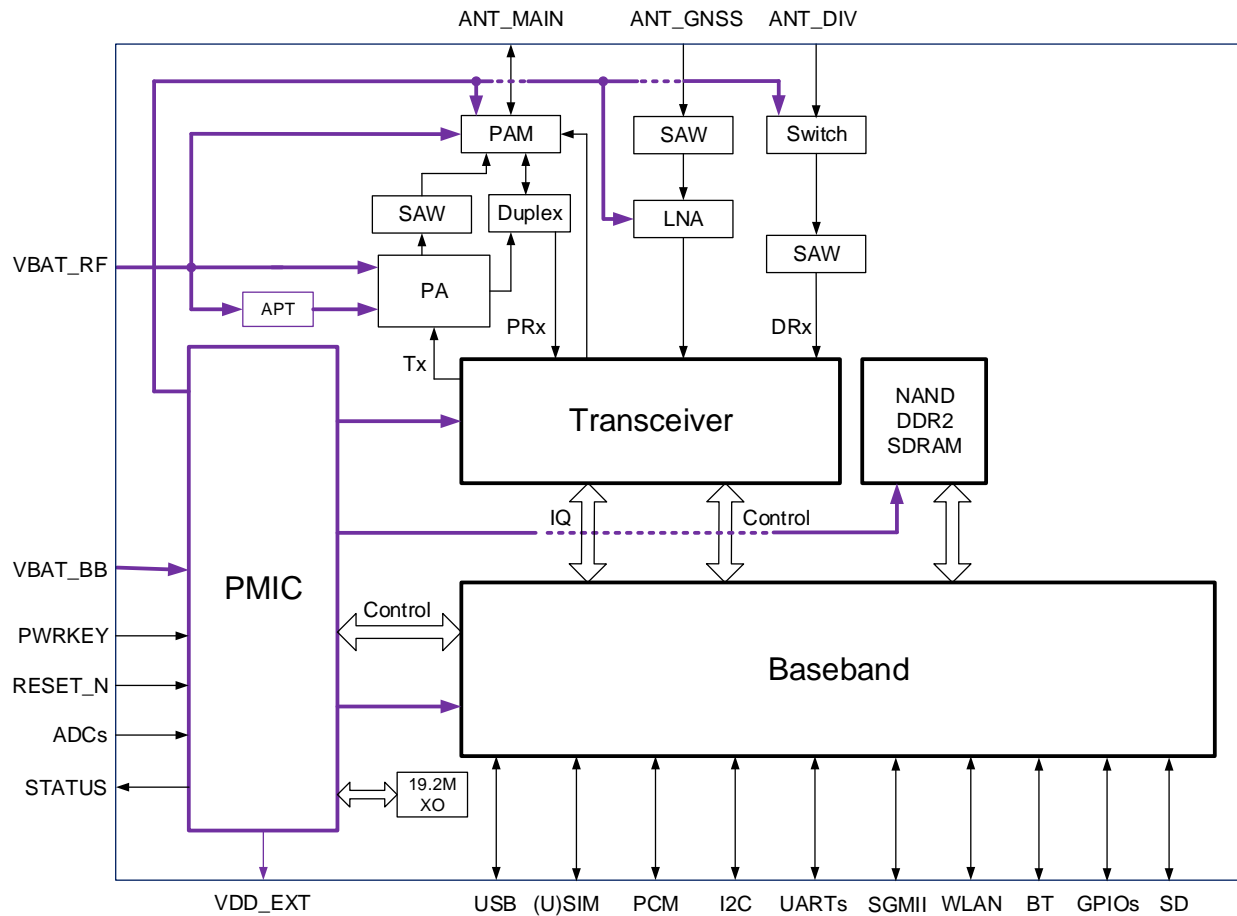 ANT_MAIN
ANT_GNSS
ANT_DIV
PAM
SAW
Switch
SAW
Duplex
LNA
SAW
VBAT_RF
PA
APT
PRx
DRx
Tx
Transceiver
NAND
DDR2
SDRAM
IQ
Control
VBAT_BB
PMIC
Control
PWRKEY
Baseband
RESET_N
ADCs
STATUS
19.2M
XO
VDD_EXT
USB
(U)SIM
PCM
I2C
UARTs
SGMII
WLAN
BT
GPIOs
SD